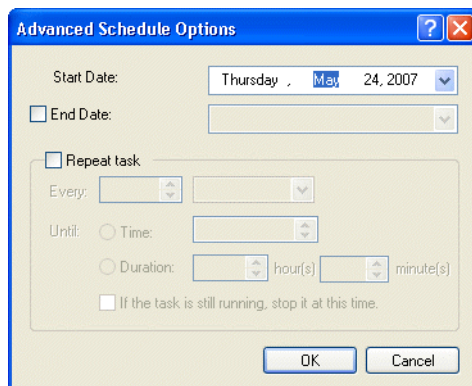 Advanced Schedule Options
Start Date: Thursday , May 24, 2007
End Date:
Repeat task
Every:
Until: Time:
Duration: hour(s) minute(s)
If the task is still running, stop it at this time.
OK Cancel